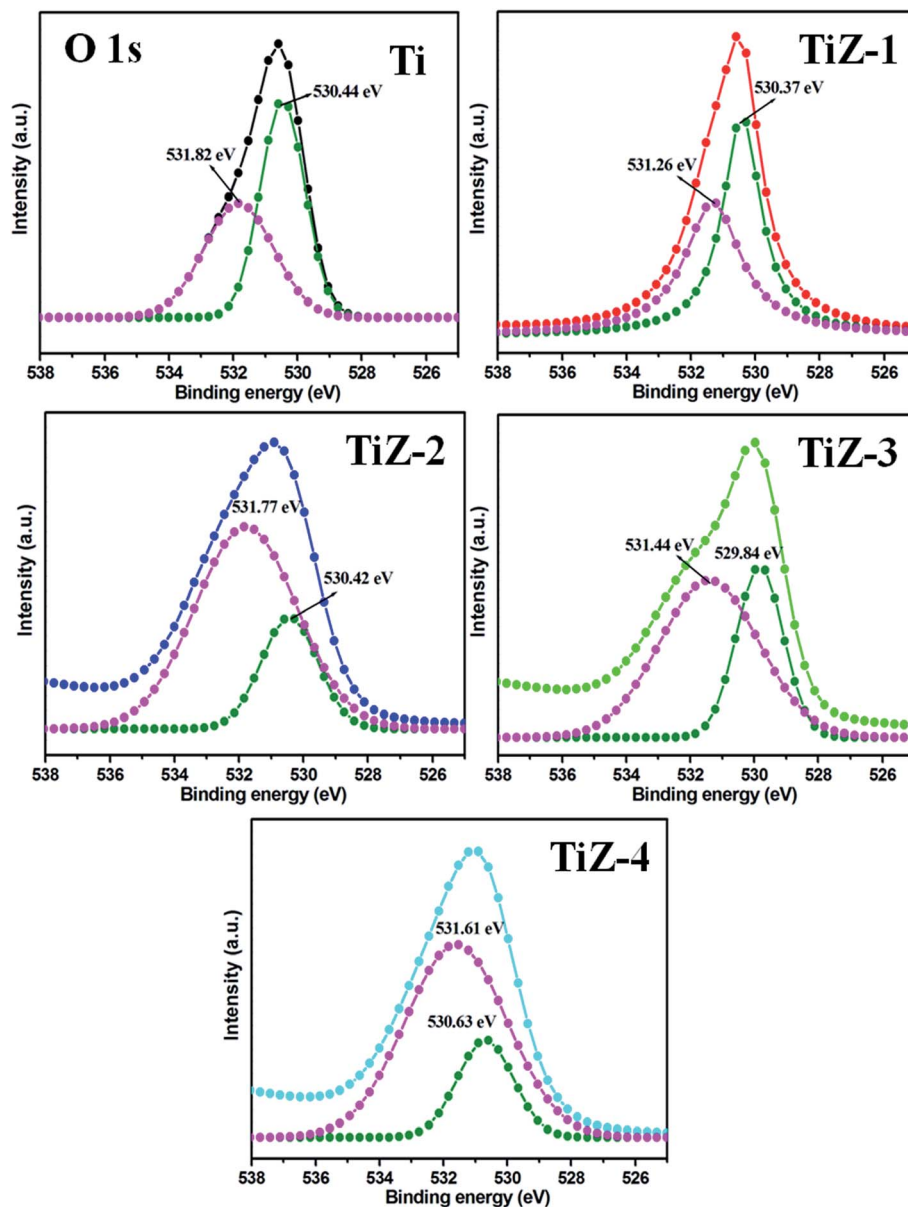 O 1s
Ti
530.44 eV
531.82 eV
Intensity (a.u.)
538 536 534 532 530 528 526
Binding energy (eV)
TiZ-1
530.37 eV
531.26 eV
Intensity (a.u.)
538 536 534 532 530 528 526
Binding energy (eV)
TiZ-2
531.77 eV
530.42 eV
Intensity (a.u.)
538 536 534 532 530 528 526
Binding energy (eV)
TiZ-3
531.44 eV
529.84 eV
Intensity (a.u.)
538 536 534 532 530 528 526
Binding energy (eV)
TiZ-4
531.61 eV
530.63 eV
Intensity (a.u.)
538 536 534 532 530 528 526
Binding energy (eV)